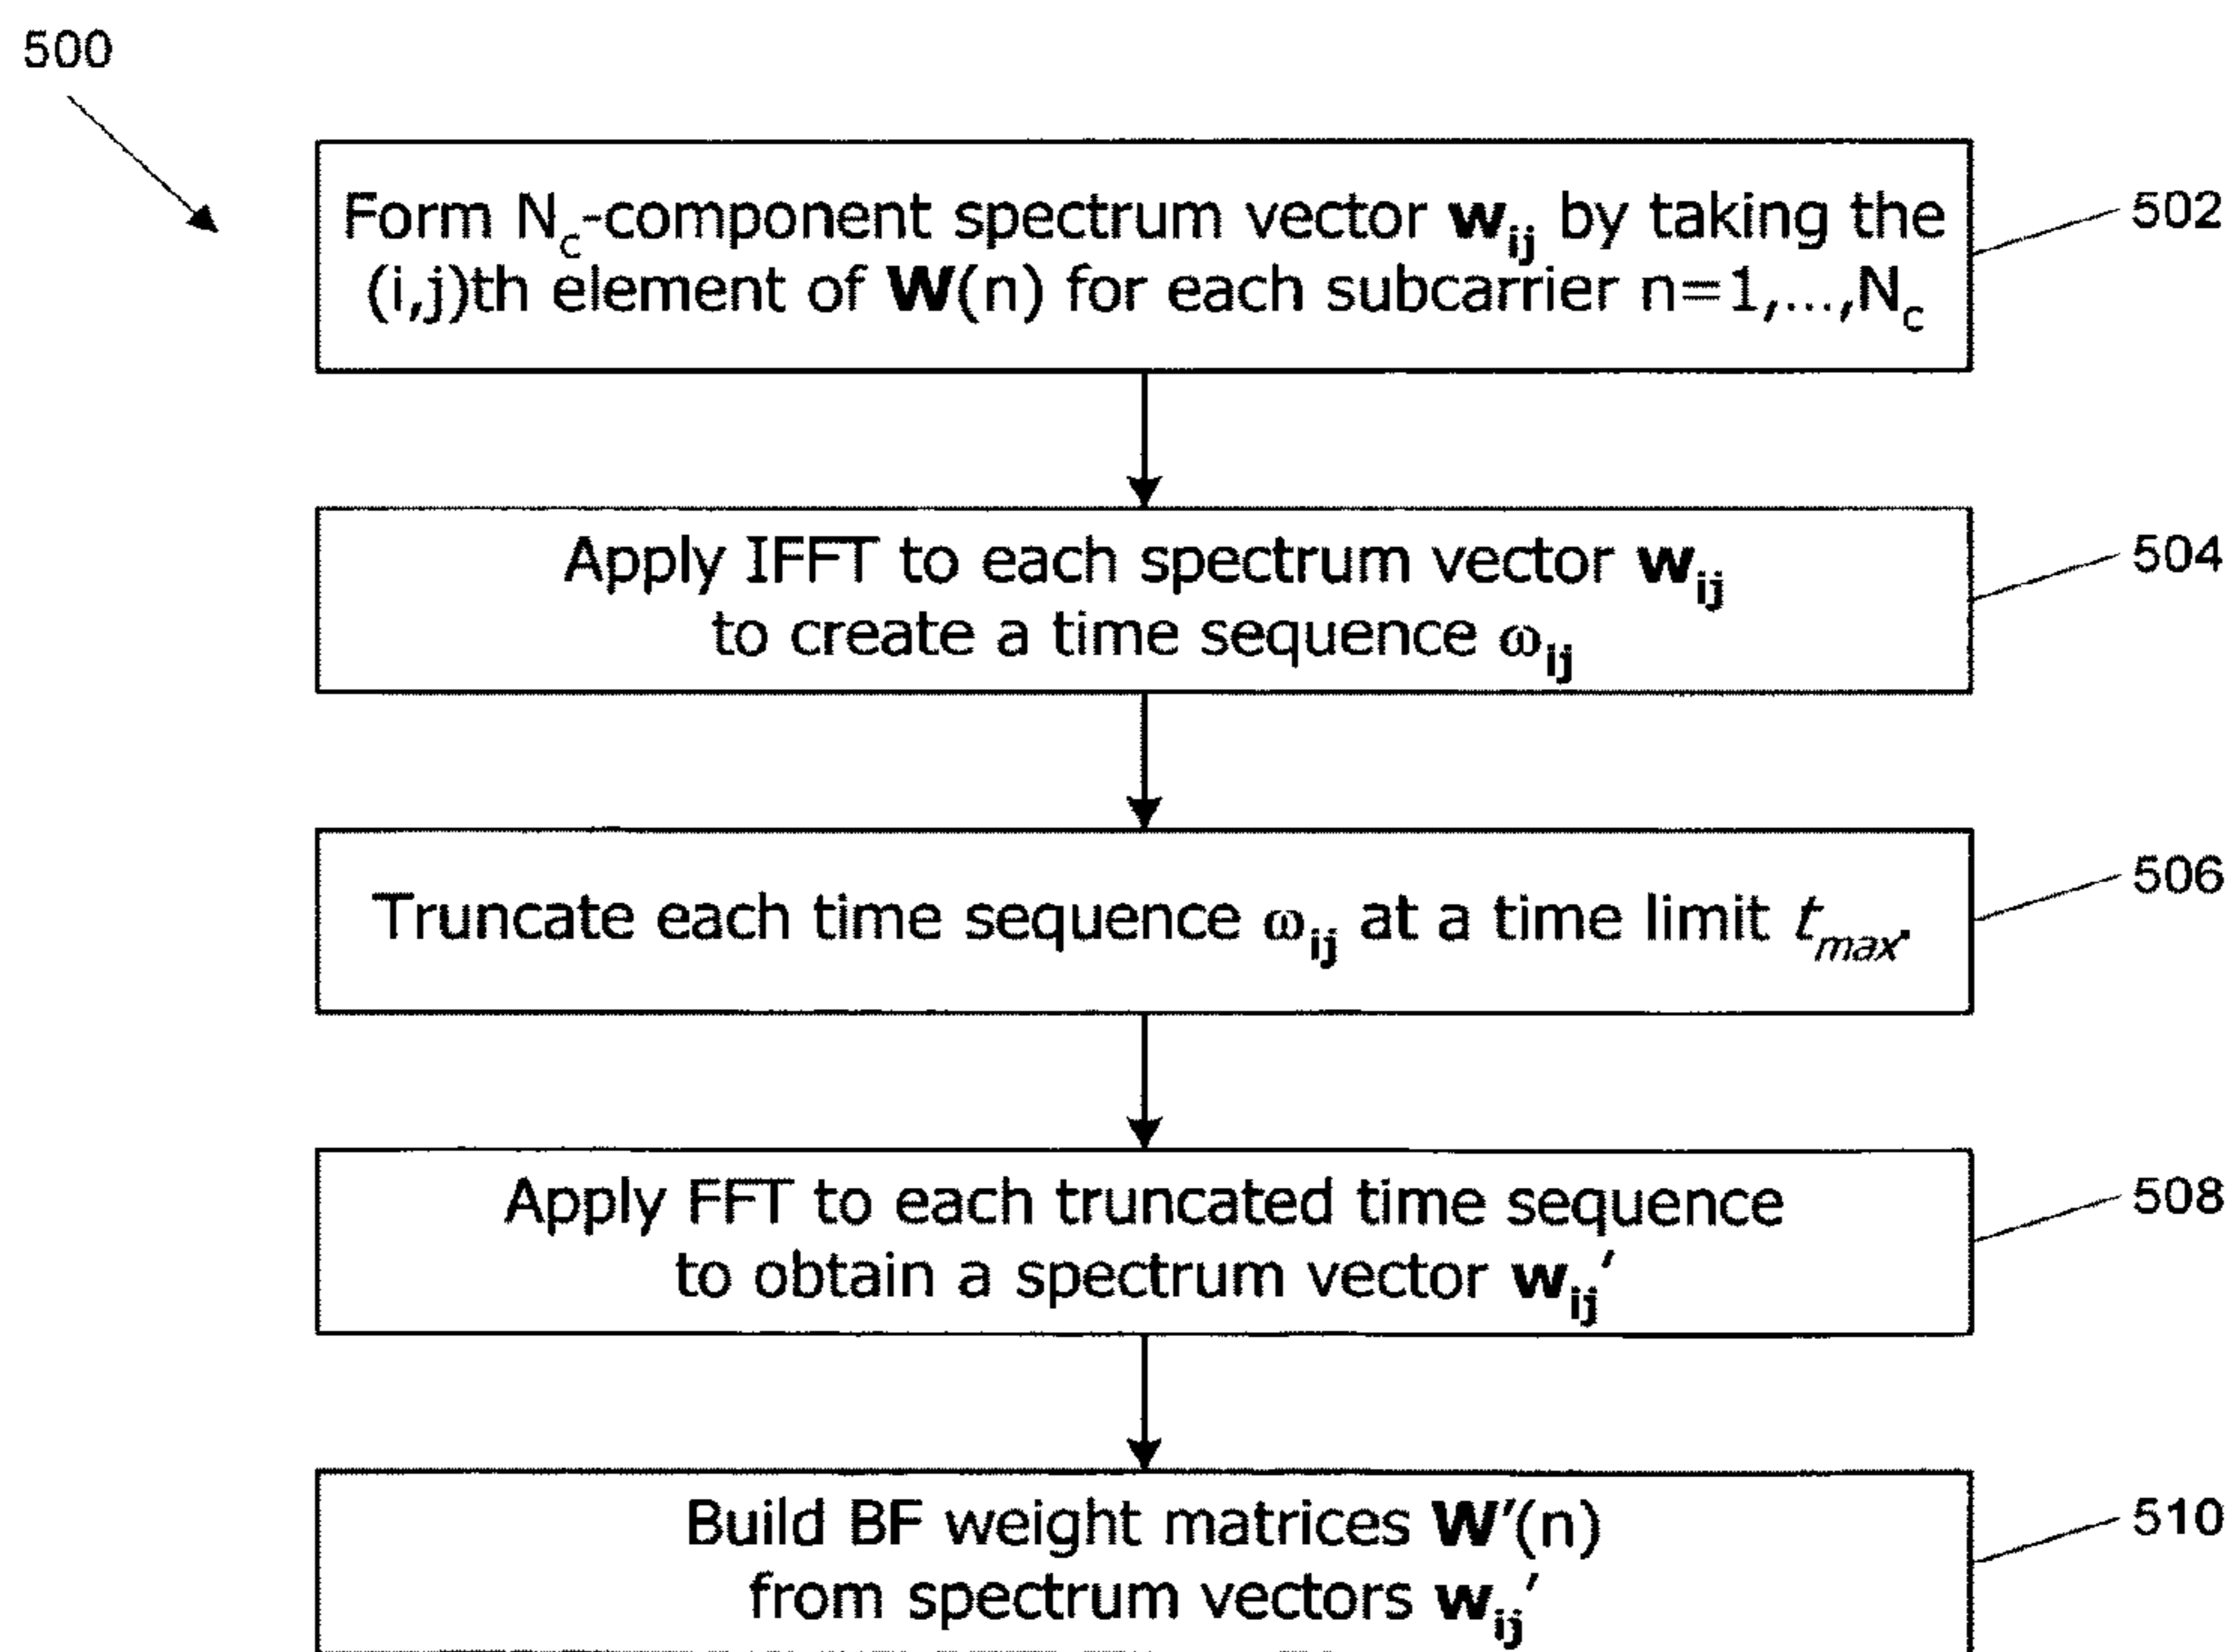 500
Form N_c-component spectrum vector w_ij by taking the
(i,j)th element of W(n) for each subcarrier n=1,...,N_c
502
Apply IFFT to each spectrum vector w_ij
to create a time sequence ω_ij
504
Truncate each time sequence ω_ij at a time limit t_max.
506
Apply FFT to each truncated time sequence
to obtain a spectrum vector w_ij'
508
Build BF weight matrices W'(n)
from spectrum vectors w_ij'
510